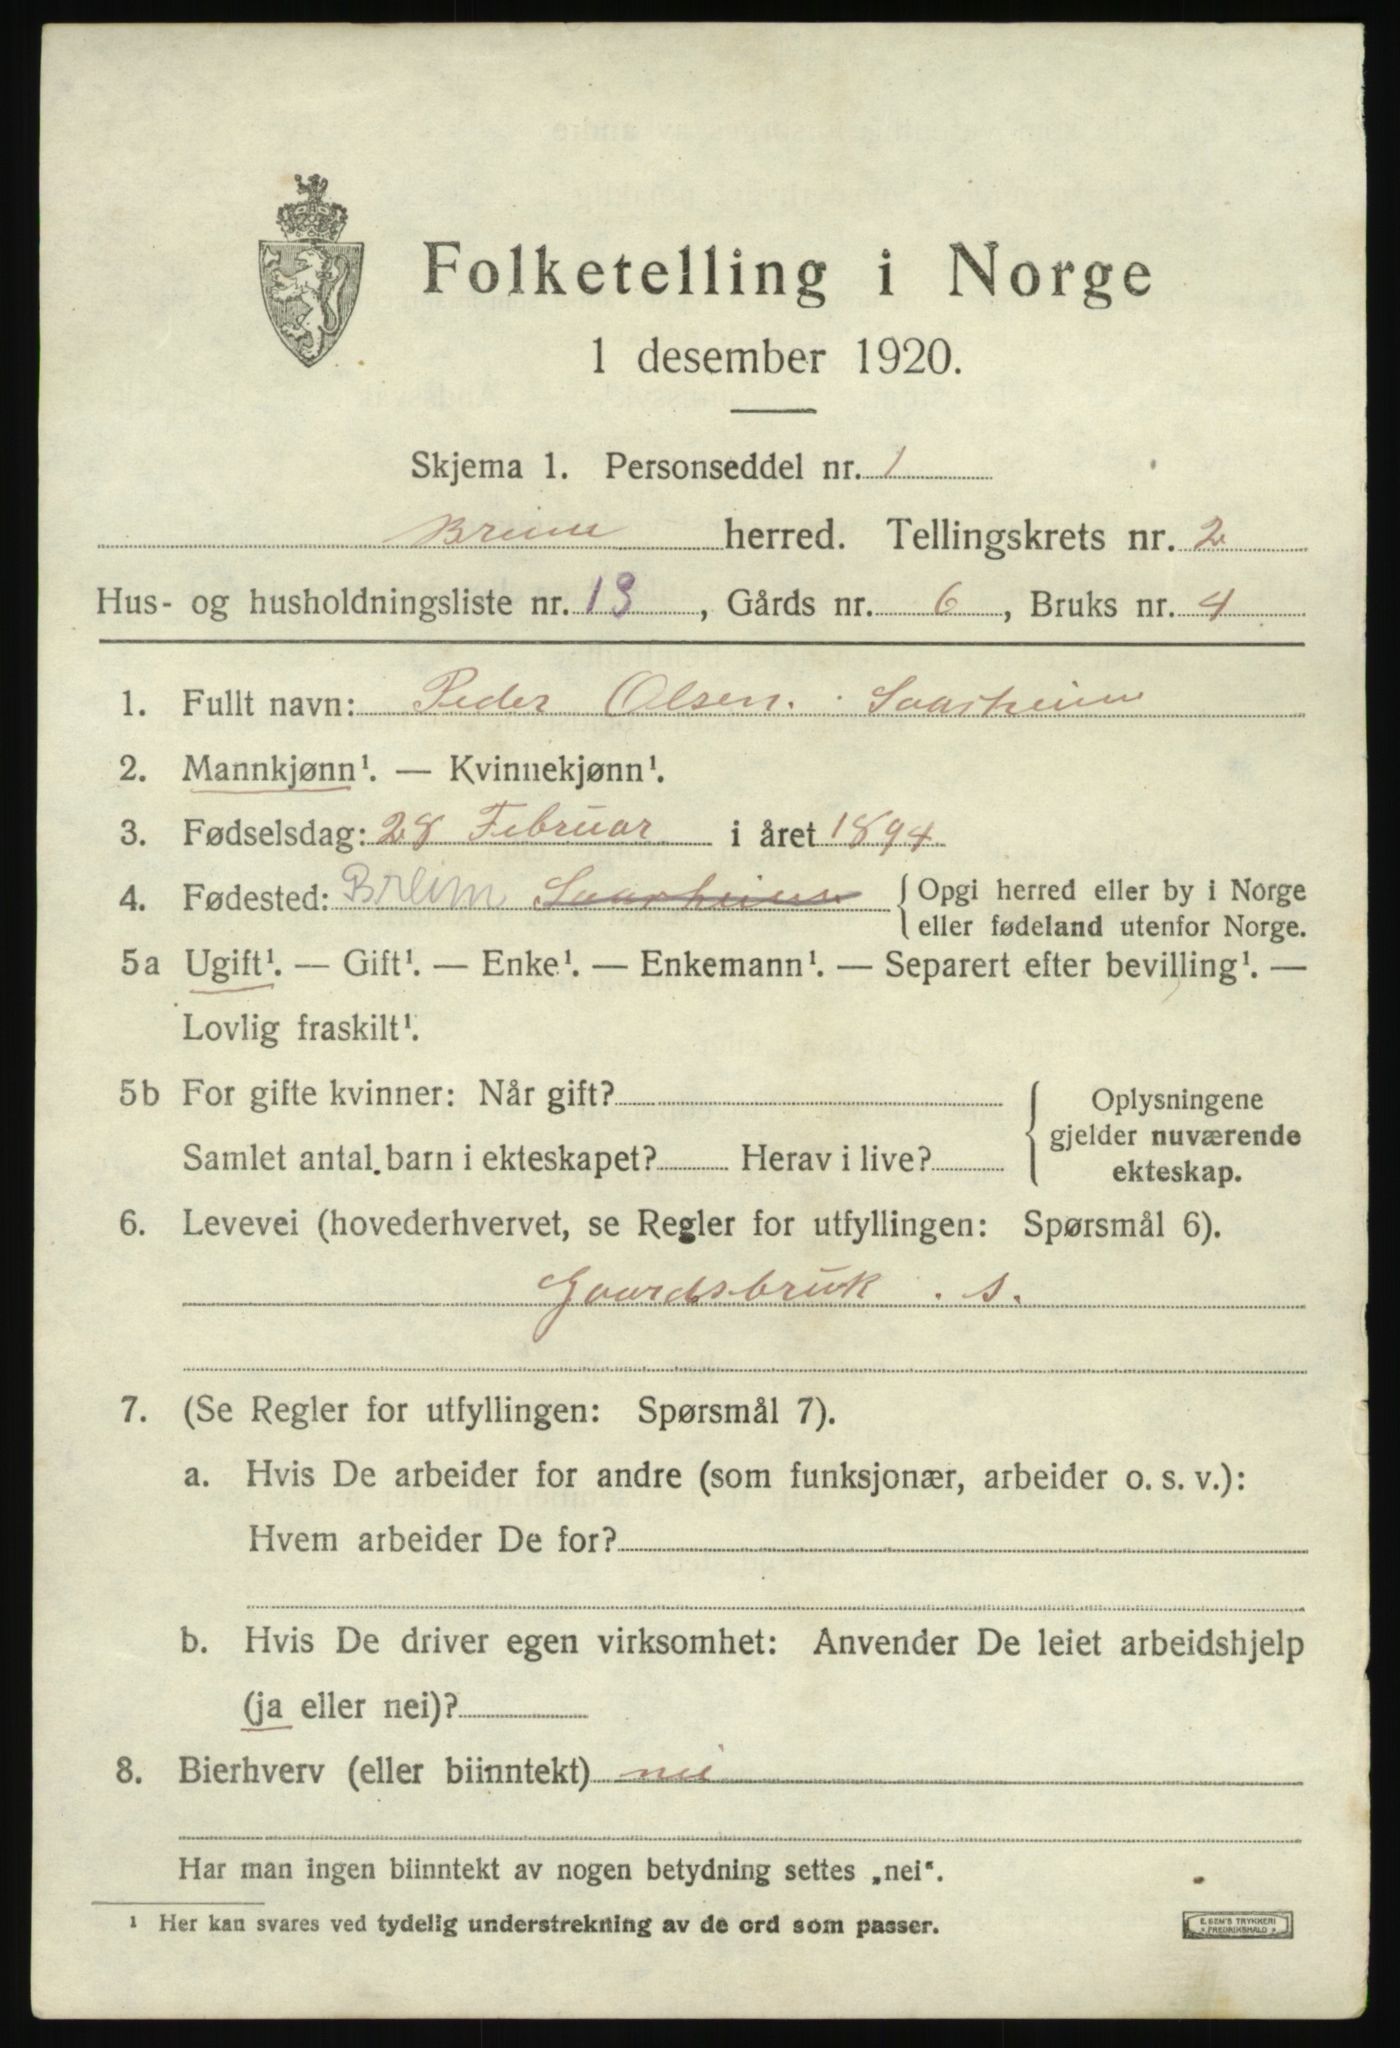 Folketelling i Norge
1 desember 1920.
Skjema 1. Personseddel nr. 1
Breim herred. Tellingskrets nr. 2
Hus- og husholdningsliste nr. 13, Gårds nr. 6, Bruks nr. 4
1. Fullt navn: Peder Olsen. Saarheim
2. Mannkjønn¹. — Kvinnekjønn¹.
3. Fødselsdag: 28 Februar i året 1894
4. Fødested: Breim Saarheim { Opgi herred eller by i Norge
eller fødeland utenfor Norge.
5a Ugift¹. — Gift¹. — Enke¹. — Enkemann¹. — Separert efter bevilling¹. —
Lovlig fraskilt¹.
5b For gifte kvinner: Når gift? { Oplysningene
gjelder nuværende
Samlet antal barn i ekteskapet? Herav i live? ekteskap.
6. Levevei (hovederhvervet, se Regler for utfyllingen: Spørsmål 6).
Gaardsbruk . s.
7. (Se Regler for utfyllingen: Spørsmål 7).
a. Hvis De arbeider for andre (som funksjonær, arbeider o. s. v.):
Hvem arbeider De for?
b. Hvis De driver egen virksomhet: Anvender De leiet arbeidshjelp
(ja eller nei)?
8. Bierhverv (eller biinntekt) nei
Har man ingen biinntekt av nogen betydning settes „nei".
¹ Her kan svares ved tydelig understrekning av de ord som passer.
E. SEM'S TRYKKERI
FREDRIKSHALD